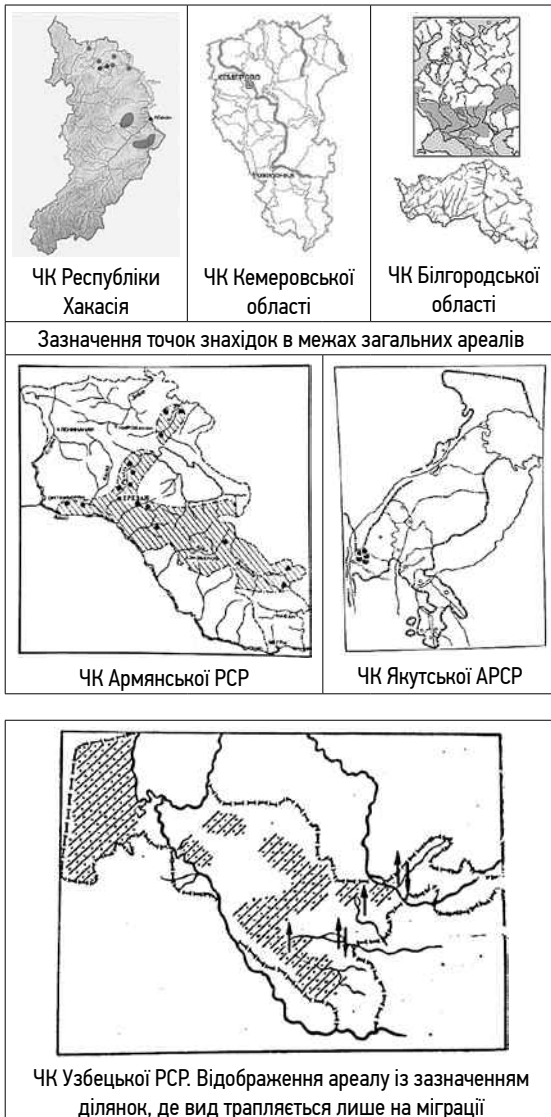 КЕМЕРОВО
ЧК Республіки
Хакасія
ЧК Кемеровської
області
ЧК Білгородської
області
Зазначення точок знахідок в межах загальних ареалів
ЧК Армянської РСР
ЧК Якутської АРСР
ЧК Узбецької РСР. Відображення ареалу із зазначенням
ділянок, де вид трапляється лише на міграції